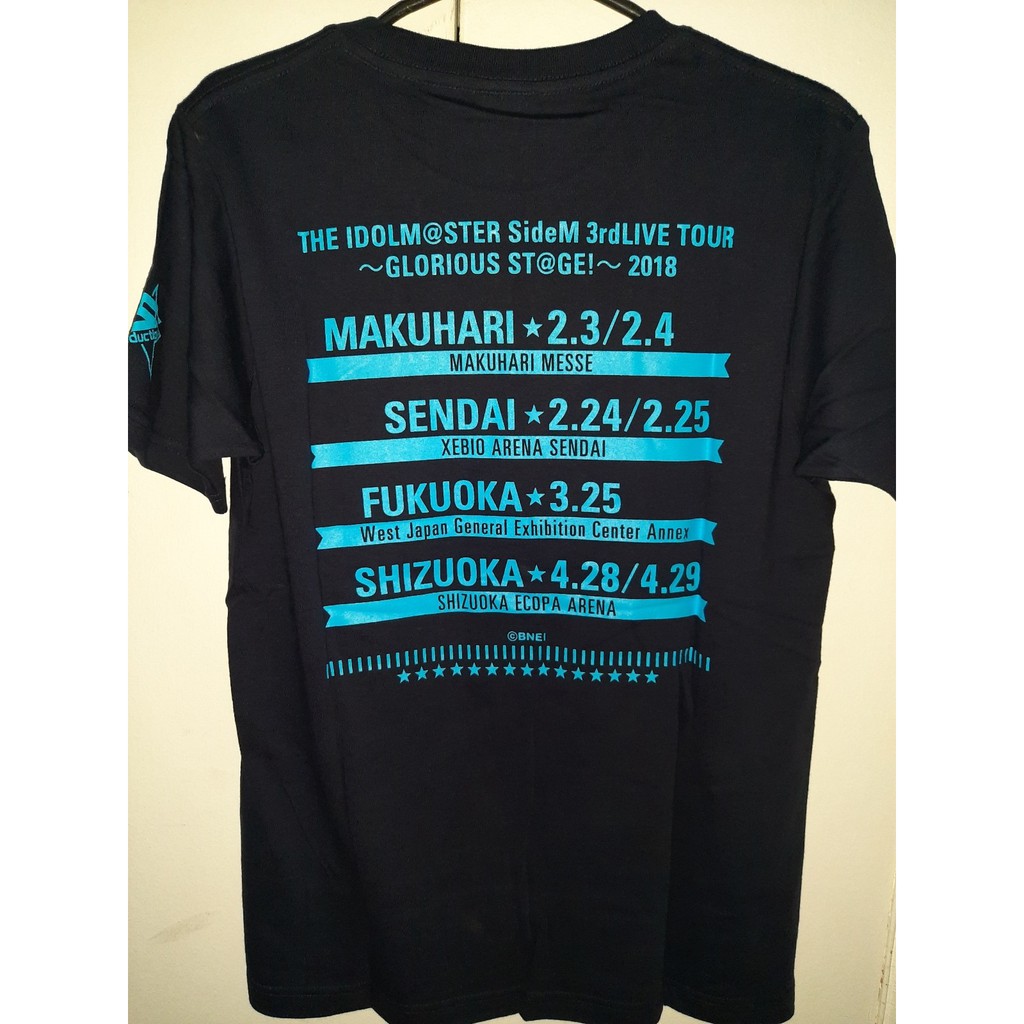 THE IDOLM@STER SideM 3rdLIVE TOUR
～GLORIOUS ST@GE!～ 2018
MAKUHARI★2.3/2.4
MAKUHARI MESSE
SENDAI★2.24/2.25
XEBIO ARENA SENDAI
FUKUOKA★3.25
West Japan General Exhibition Center Annex
SHIZUOKA★4.28/4.29
SHIZUOKA ECOPA ARENA
©BNEI